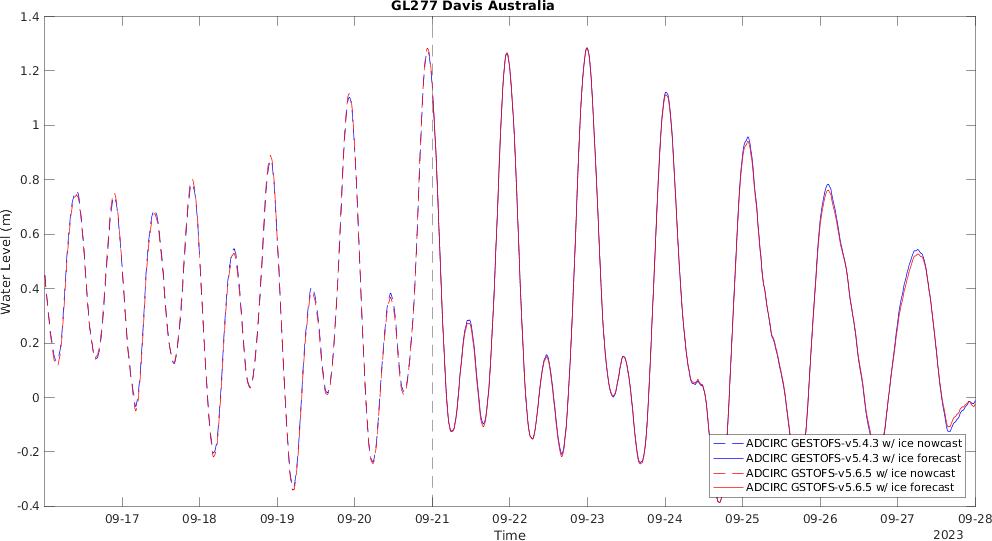 GL277 Davis Australia
1.4
1.2
1
0.8
0.6
0.4
0.2
0
-0.2
-0.4
Water Level (m)
ADCIRC GESTOFS-v5.4.3 w/ ice nowcast
ADCIRC GESTOFS-v5.4.3 w/ ice forecast
ADCIRC GSTOFS-v5.6.5 w/ ice nowcast
ADCIRC GSTOFS-v5.6.5 w/ ice forecast
09-17 09-18 09-19 09-20 09-21 09-22 09-23 09-24 09-25 09-26 09-27 09-28
Time
2023